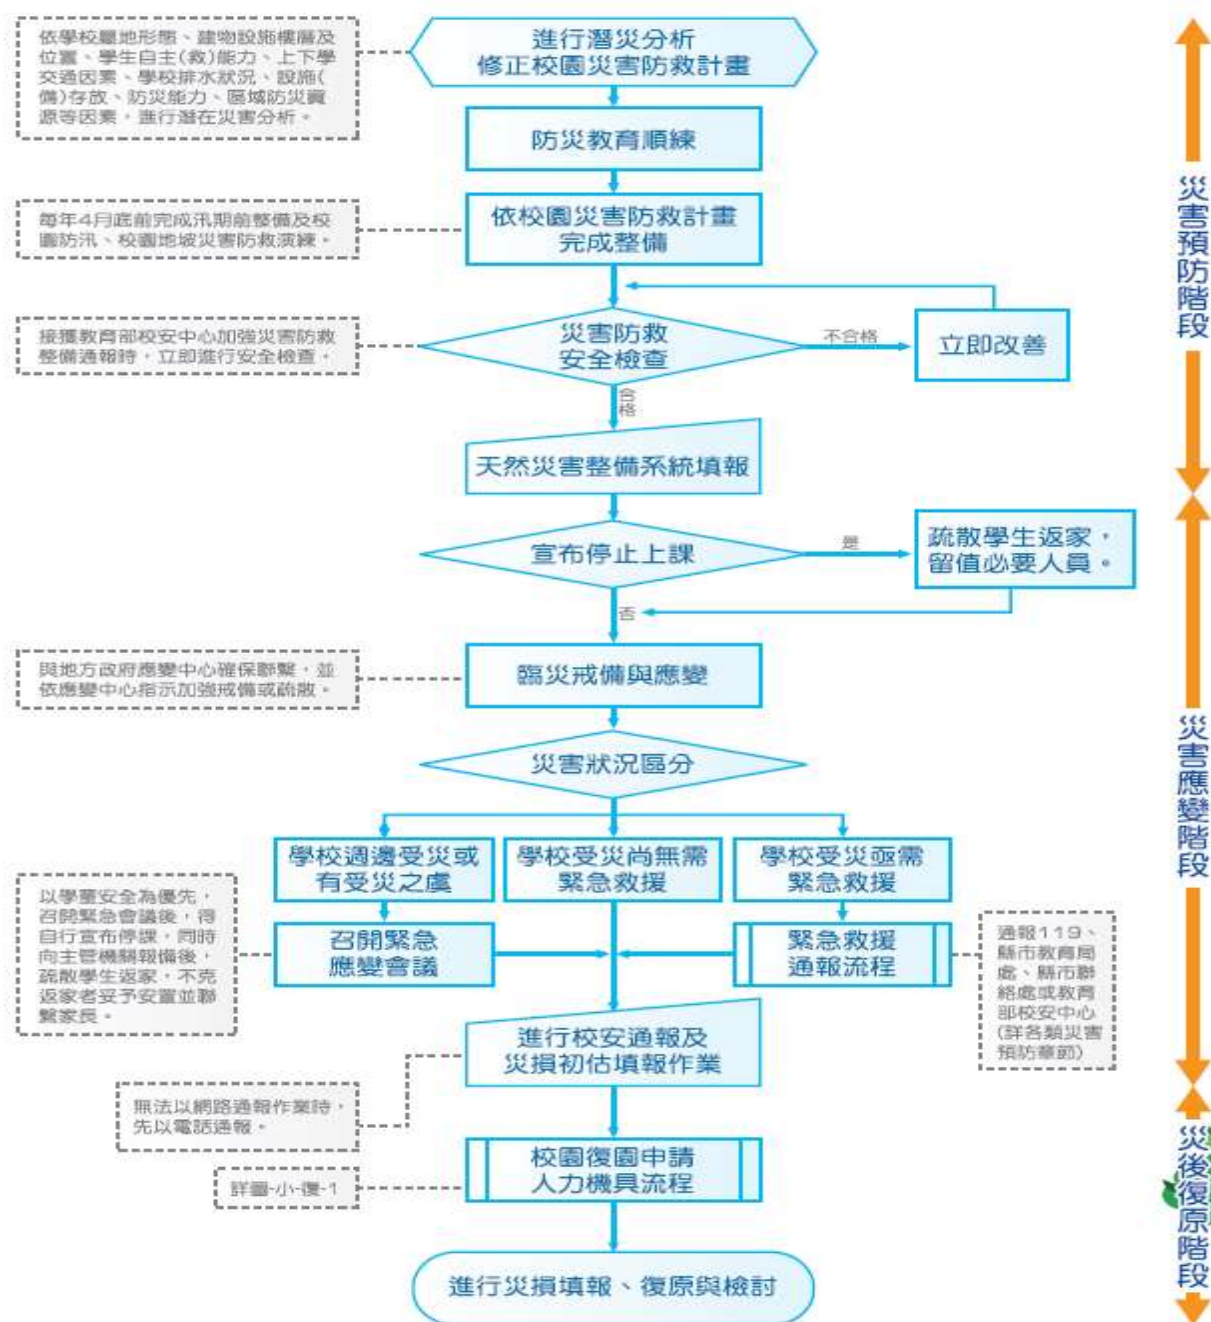 依學校屬地形態、建物設施樓層及
位置、學生自主(救)能力、上下學
交通因素、學校排水狀況、設施(
備)存放、防災能力、區域防災資
源等因素，進行潛在災害分析。
進行潛災分析
修正校園災害防救計畫
防災教育順練
每年4月底前完成汛期前整備及校
園防汛、校園地坡災害防救演練。
依校園災害防救計畫
完成整備
接獲教育部校安中心加強災害防救
整備通報時，立即進行安全檢查。
災害防救
安全檢查
不合格
立即改善
合格
天然災害整備系統填報
災害預防階段
宣布停止上課
是
疏散學生返家，
留值必要人員。
否
與地方政府應變中心確保聯繫，並
依應變中心指示加強戒備或疏散。
臨災戒備與應變
災害狀況區分
學校週邊受災或
有受災之虞
學校受災尚無需
緊急救援
學校受災亟需
緊急救援
以學童安全為優先，
召開緊急會議後，得
自行宣布停課，同時
向主管機關報備後，
疏散學生返家，不克
返家者妥予安置並聯
繫家長。
召開緊急
應變會議
緊急救援
通報流程
通報119、
縣市教育局
處、縣市聯
絡處或教育
部校安中心
(詳各類災害
預防章節)
災害應變階段
進行校安通報及
災損初估填報作業
無法以網路通報作業時，
先以電話通報。
校園復園申請
人力機具流程
詳圖-小-復-1
進行災損填報、復原與檢討
災後復原階段